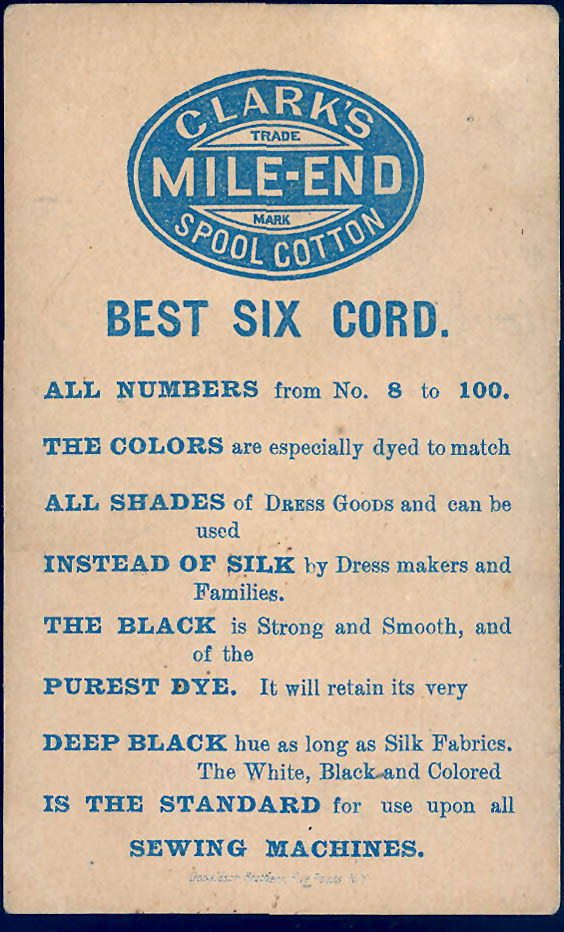 CLARK'S
TRADE
MILE-END
MARK
SPOOL COTTON
BEST SIX CORD.
ALL NUMBERS from No. 8 to 100.
THE COLORS are especially dyed to match
ALL SHADES of DRESS GOODS and can be
used
INSTEAD OF SILK by Dress makers and
Families.
THE BLACK is Strong and Smooth, and
of the
PUREST DYE. It will retain its very
DEEP BLACK hue as long as Silk Fabrics.
The White, Black and Colored
IS THE STANDARD for use upon all
SEWING MACHINES.
Donaldson Brothers, Five Points, N.Y.